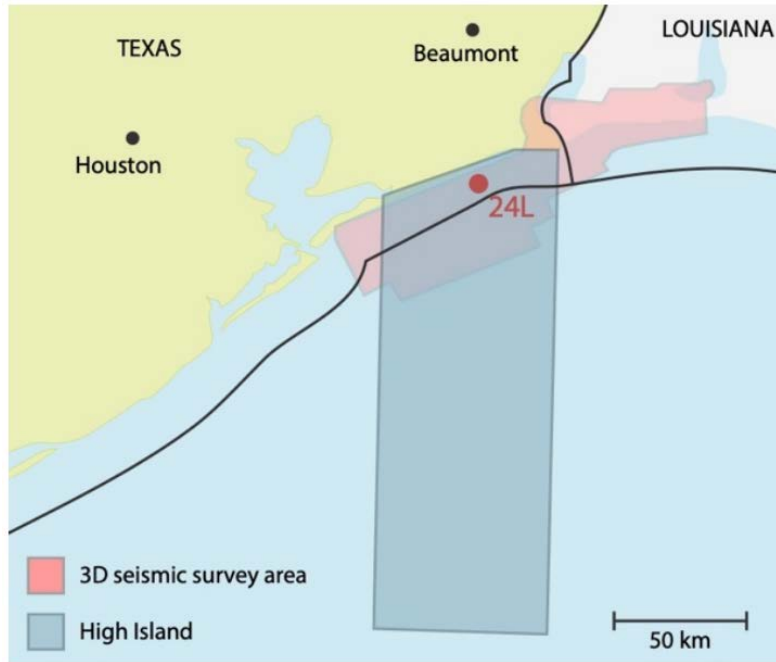 TEXAS
LOUISIANA
Beaumont
Houston
24L
3D seismic survey area
High Island
50 km